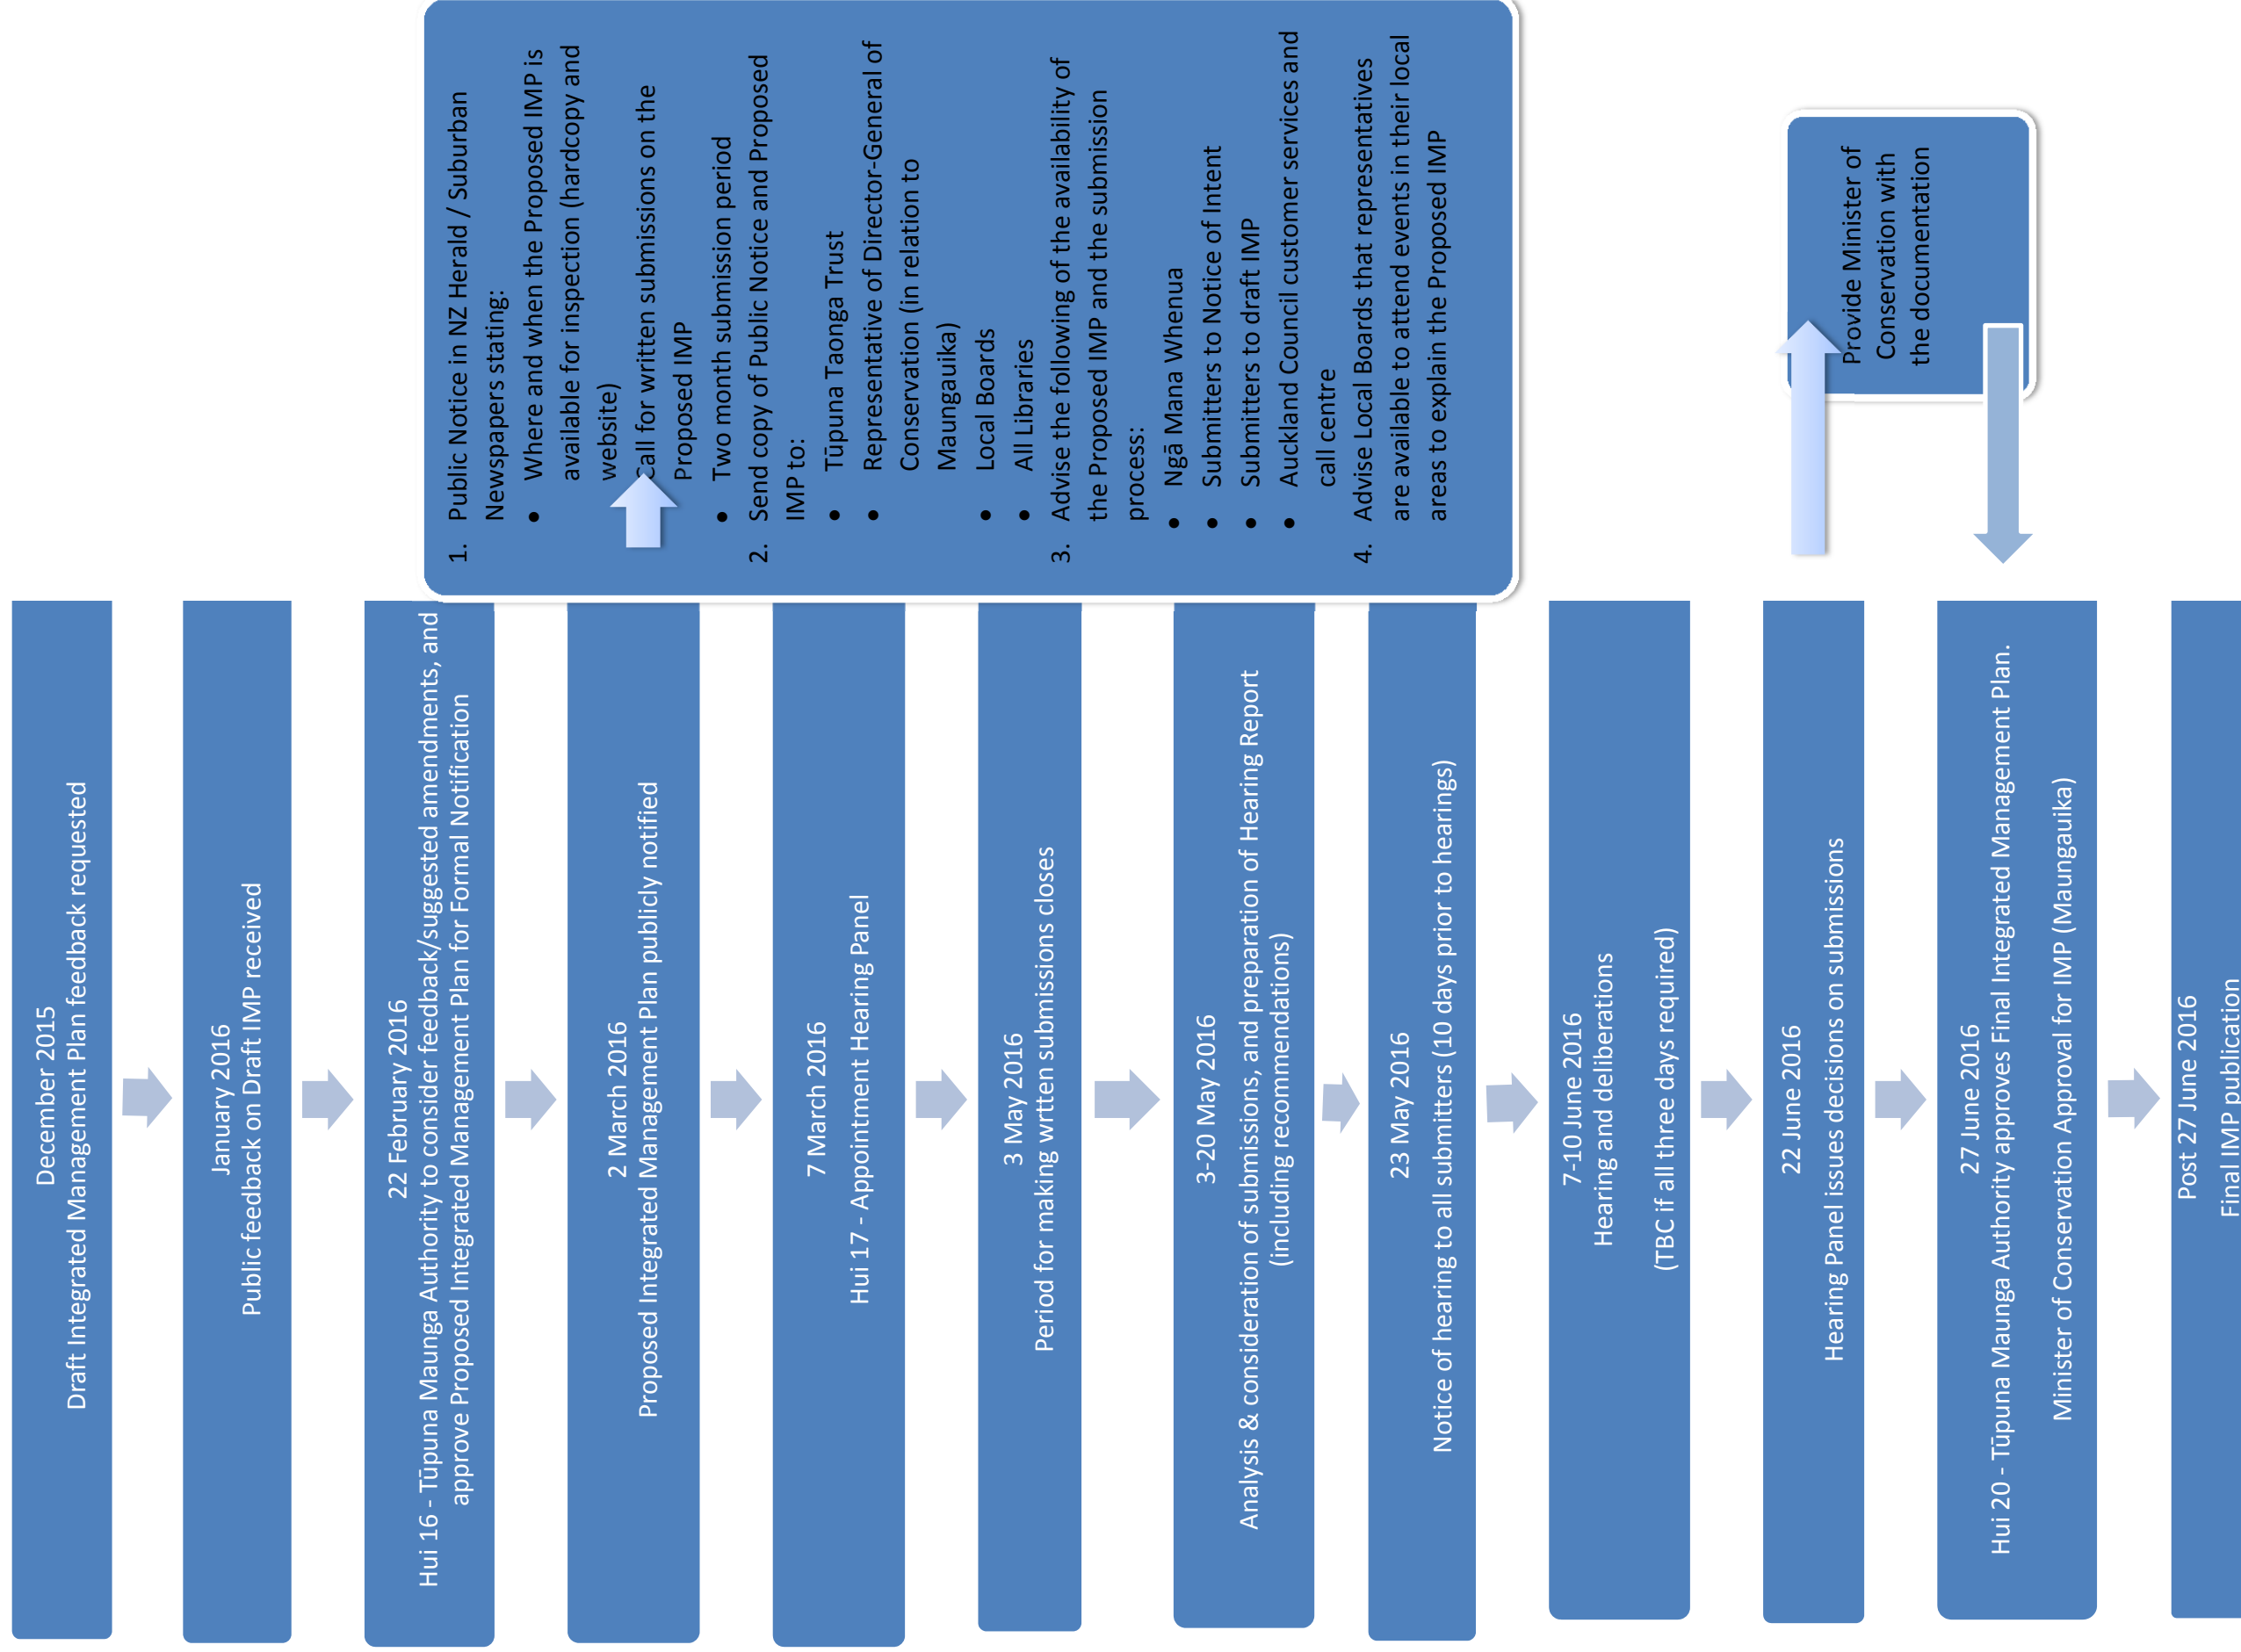 December 2015
Draft Integrated Management Plan feedback requested
January 2016
Public feedback on Draft IMP received
22 February 2016
Hui 16 - Tūpuna Maunga Authority to consider feedback/suggested amendments, and
approve Proposed Integrated Management Plan for Formal Notification
2 March 2016
Proposed Integrated Management Plan publicly notified
7 March 2016
Hui 17 - Appointment Hearing Panel
3 May 2016
Period for making wrtten submissions closes
3-20 May 2016
Analysis & consideration of submissions, and preparation of Hearing Report
(including recommendations)
23 May 2016
Notice of hearing to all submitters (10 days prior to hearings)
7-10 June 2016
Hearing and deliberations
(TBC if all three days required)
22 June 2016
Hearing Panel issues decisions on submissions
27 June 2016
Hui 20 - Tūpuna Maunga Authority approves Final Integrated Management Plan.
Minister of Conservation Approval for IMP (Maungauika)
Post 27 June 2016
Final IMP publication
1. Public Notice in NZ Herald / Suburban
Newspapers stating:
• Where and when the Proposed IMP is
available for inspection (hardcopy and
website)
Call for written submissions on the
Proposed IMP
• Two month submission period
2. Send copy of Public Notice and Proposed
IMP to:
• Tūpuna Taonga Trust
• Representative of Director-General of
Conservation (in relation to
Maungauika)
• Local Boards
• All Libraries
3. Advise the following of the availability of
the Proposed IMP and the submission
process:
• Ngā Mana Whenua
• Submitters to Notice of Intent
• Submitters to draft IMP
• Auckland Council customer services and
call centre
4. Advise Local Boards that representatives
are available to attend events in their local
areas to explain the Proposed IMP
Provide Minister of
Conservation with
the documentation